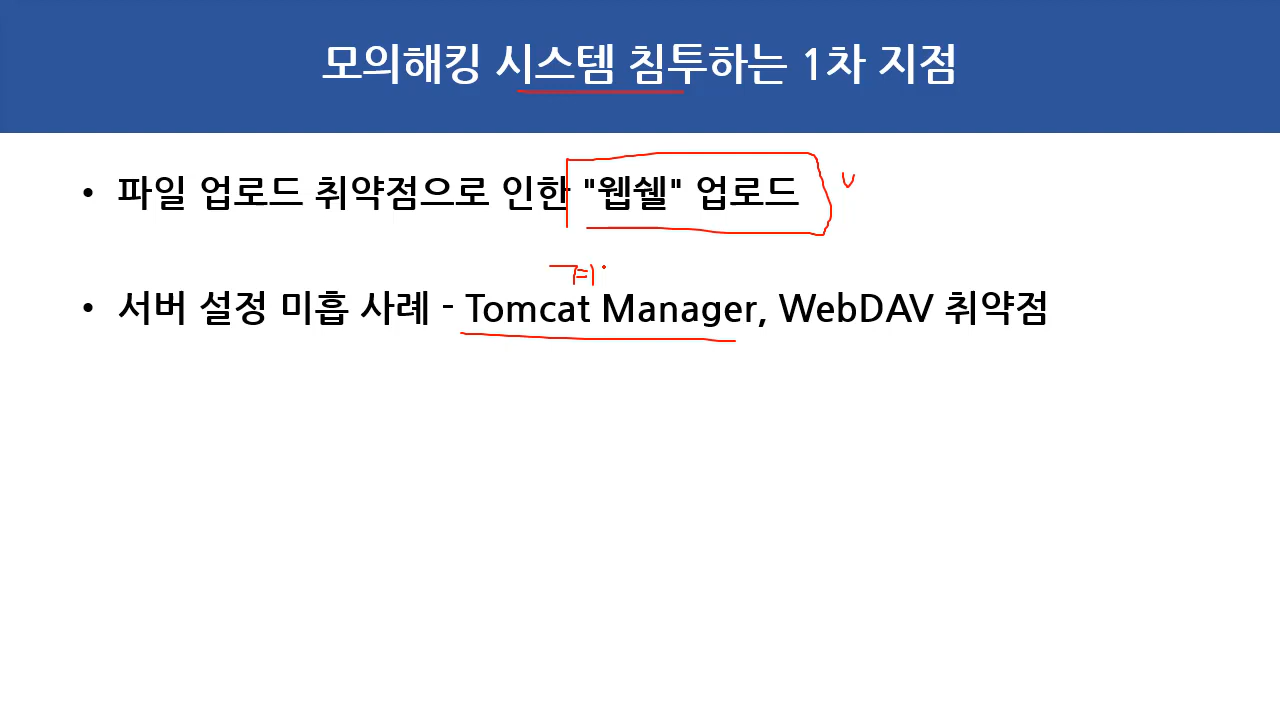 모의해킹 시스템 침투하는 1차 지점
• 파일 업로드 취약점으로 인한 "웹쉘" 업로드
• 서버 설정 미흡 사례 - Tomcat Manager, WebDAV 취약점